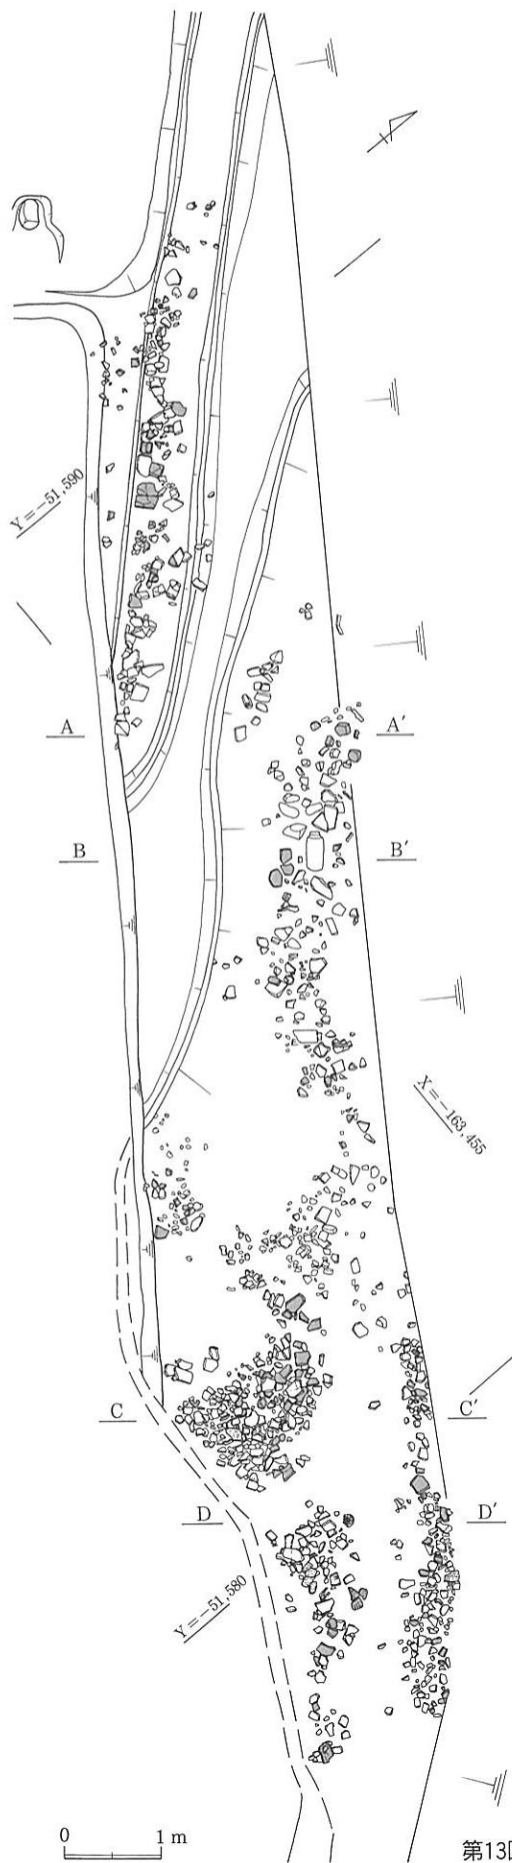 Y=-51,590
A A′
B B′
X=-163,455
C C′
D D′
Y=-51,580
0 1 m
第13